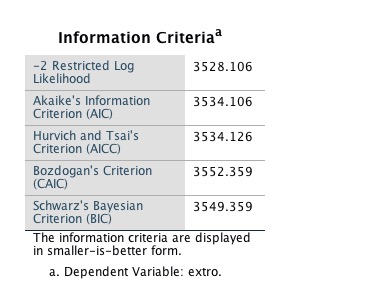 Information Criteriaa
-2 Restricted Log
Likelihood
3528.106
Akaike's Information
Criterion (AIC)
3534.106
Hurvich and Tsai's
Criterion (AICC)
3534.126
Bozdogan's Criterion
(CAIC)
3552.359
Schwarz's Bayesian
Criterion (BIC)
3549.359
The information criteria are displayed
in smaller-is-better form.
a. Dependent Variable: extro.